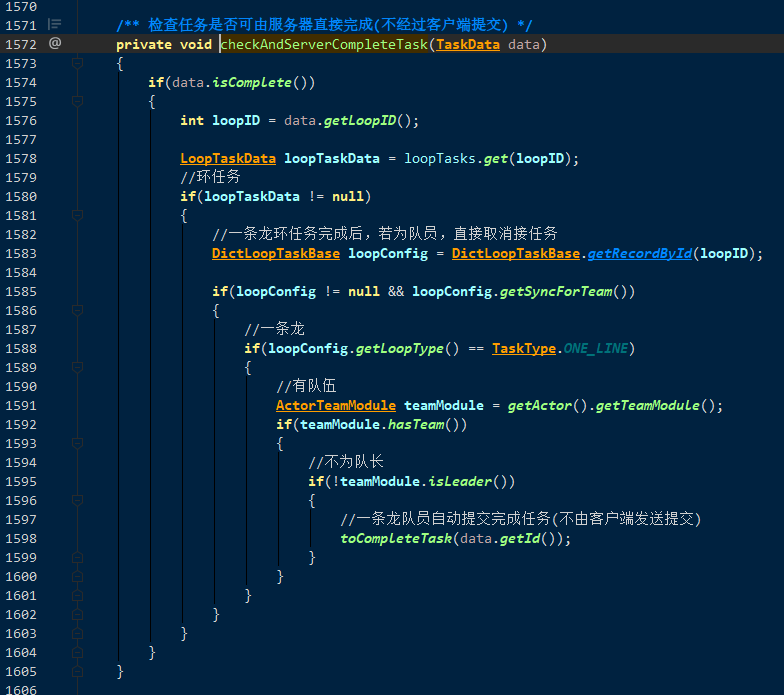 1570
1571 /** 检查任务是否可由服务器直接完成(不经过客户端提交) */
1572 @ private void checkAndServerCompleteTask(TaskData data)
1573 {
1574 if(data.isComplete())
1575 {
1576 int loopID = data.getLoopID();
1577
1578 LoopTaskData loopTaskData = loopTasks.get(loopID);
1579 //环任务
1580 if(loopTaskData != null)
1581 {
1582 //一条龙环任务完成后，若为队员，直接取消接任务
1583 DictLoopTaskBase loopConfig = DictLoopTaskBase.getRecordById(loopID);
1584
1585 if(loopConfig != null && loopConfig.getSyncForTeam())
1586 {
1587 //一条龙
1588 if(loopConfig.getLoopType() == TaskType.ONE_LINE)
1589 {
1590 //有队伍
1591 ActorTeamModule teamModule = getActor().getTeamModule();
1592 if(teamModule.hasTeam())
1593 {
1594 //不为队长
1595 if(!teamModule.isLeader())
1596 {
1597 //一条龙队员自动提交完成任务(不由客户端发送提交)
1598 toCompleteTask(data.getId());
1599 }
1600 }
1601 }
1602 }
1603 }
1604 }
1605 }
1606